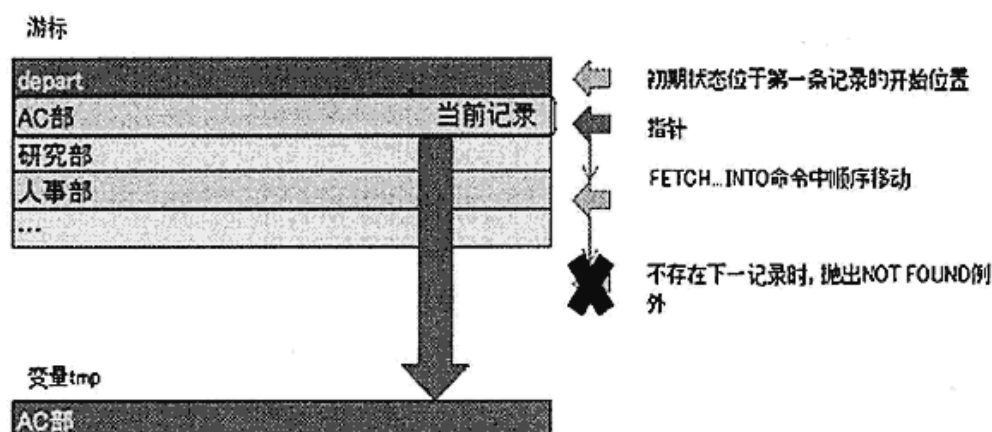 游标
depart
初期状态位于第一条记录的开始位置
AC部
当前记录
指针
研究部
人事部
FETCH...INTO命令中顺序移动
...
不存在下一记录时, 抛出NOT FOUND例
外
变量tmp
AC部